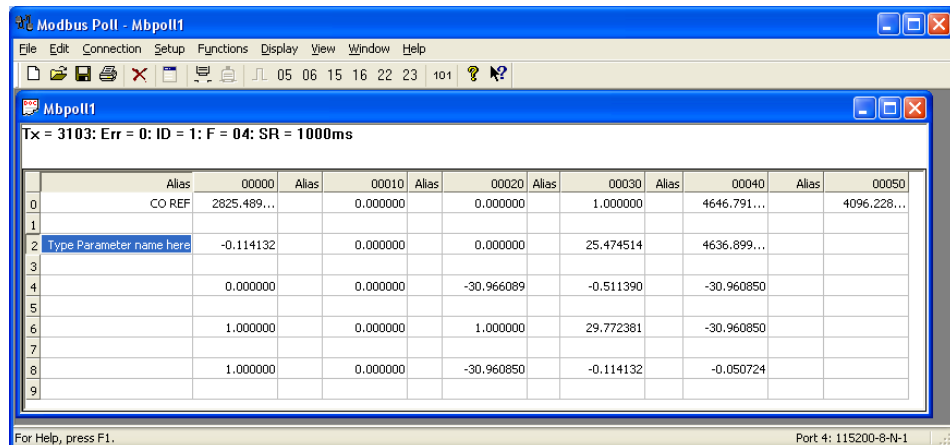 Modbus Poll - Mbpoll1
File Edit Connection Setup Functions Display View Window Help
05 06 15 16 22 23 101
Mbpoll1
Tx = 3103: Err = 0: ID = 1: F = 04: SR = 1000ms
Alias 00000 Alias 00010 Alias 00020 Alias 00030 Alias 00040 Alias 00050
0 CO REF 2825.489... 0.000000 0.000000 1.000000 4646.791... 4096.228...
1
2 Type Parameter name here -0.114132 0.000000 0.000000 25.474514 4636.899...
3
4 0.000000 0.000000 -30.966089 -0.511390 -30.960850
5
6 1.000000 0.000000 1.000000 29.772381 -30.960850
7
8 1.000000 0.000000 -30.960850 -0.114132 -0.050724
9
For Help, press F1. Port 4: 115200-8-N-1